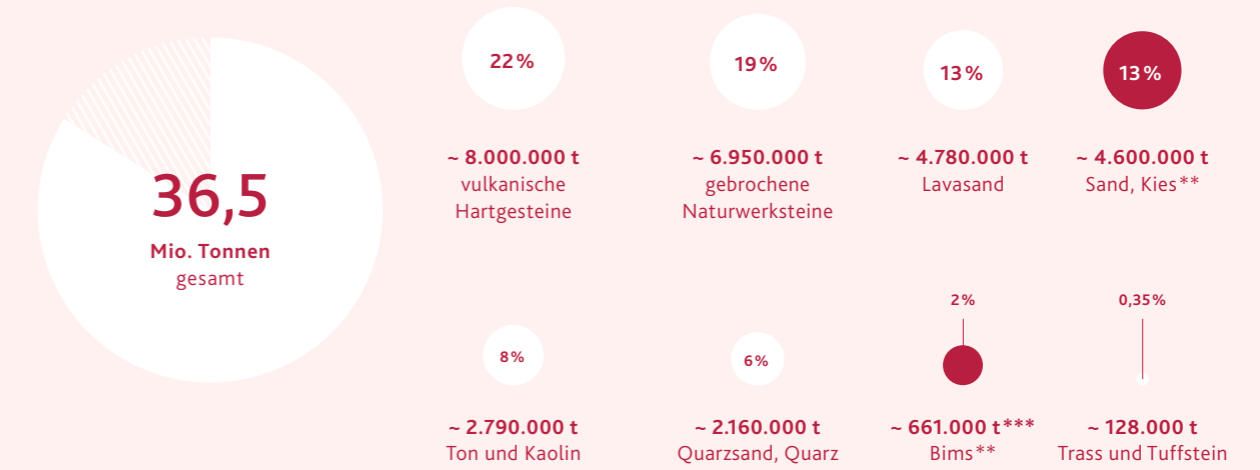 36,5
Mio. Tonnen
gesamt
22%
~ 8.000.000 t
vulkanische
Hartgesteine
19%
~ 6.950.000 t
gebrochene
Naturwerksteine
13%
~ 4.780.000 t
Lavasand
13%
~ 4.600.000 t
Sand, Kies**
8%
~ 2.790.000 t
Ton und Kaolin
6%
~ 2.160.000 t
Quarzsand, Quarz
2%
~ 661.000 t***
Bims**
0,35%
~ 128.000 t
Trass und Tuffstein